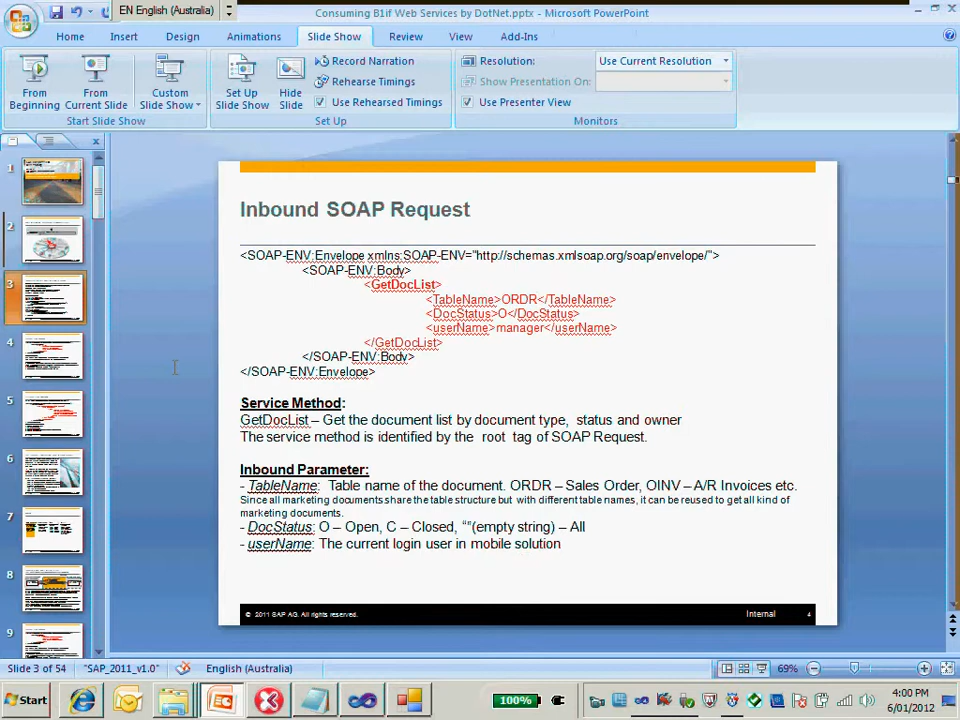 EN English (Australia)
Consuming B1if Web Services by DotNet.pptx - Microsoft PowerPoint
Home Insert Design Animations Slide Show Review View Add-Ins
From Beginning
From Current Slide
Custom Slide Show
Set Up Slide Show
Hide Slide
Record Narration
Rehearse Timings
Use Rehearsed Timings
Resolution: Use Current Resolution
Show Presentation On:
Use Presenter View
Start Slide Show Set Up Monitors
1
2
3
4
5
6
7
8
9
Inbound SOAP Request
<SOAP-ENV:Envelope xmlns:SOAP-ENV="http://schemas.xmlsoap.org/soap/envelope/">
<SOAP-ENV:Body>
<GetDocList>
<TableName>ORDR</TableName>
<DocStatus>O</DocStatus>
<userName>manager</userName>
</GetDocList>
</SOAP-ENV:Body>
</SOAP-ENV:Envelope>
Service Method:
GetDocList – Get the document list by document type, status and owner
The service method is identified by the root tag of SOAP Request.
Inbound Parameter:
- TableName: Table name of the document. ORDR – Sales Order, OINV – A/R Invoices etc.
Since all marketing documents share the table structure but with different table names, it can be reused to get all kind of
marketing documents.
- DocStatus: O – Open, C – Closed, “"(empty string) – All
- userName: The current login user in mobile solution
© 2011 SAP AG. All rights reserved. Internal 4
Slide 3 of 54 "SAP_2011_v1.0" English (Australia) 69%
Start 100% 4:00 PM
6/01/2012